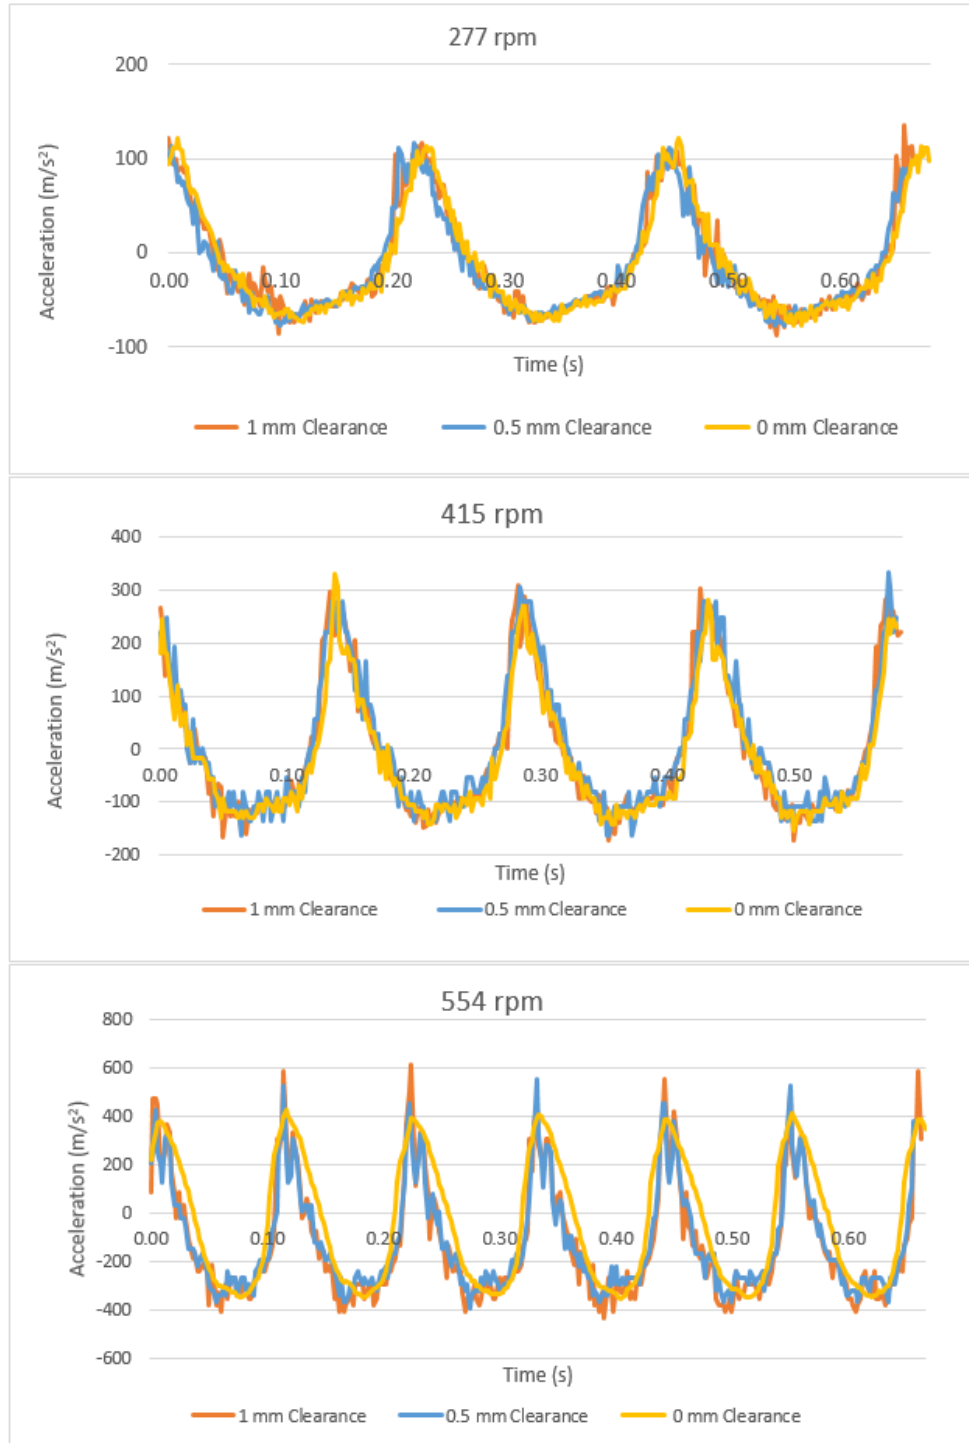 277 rpm
200
100
0
-100
Acceleration (m/s²)
0.00 0.10 0.20 0.30 0.40 0.50 0.60
Time (s)
1 mm Clearance 0.5 mm Clearance 0 mm Clearance
415 rpm
400
300
200
100
0
-100
-200
Acceleration (m/s²)
0.00 0.10 0.20 0.30 0.40 0.50
Time (s)
1 mm Clearance 0.5 mm Clearance 0 mm Clearance
554 rpm
800
600
400
200
0
-200
-400
-600
Acceleration (m/s²)
0.00 0.10 0.20 0.30 0.40 0.50 0.60
Time (s)
1 mm Clearance 0.5 mm Clearance 0 mm Clearance